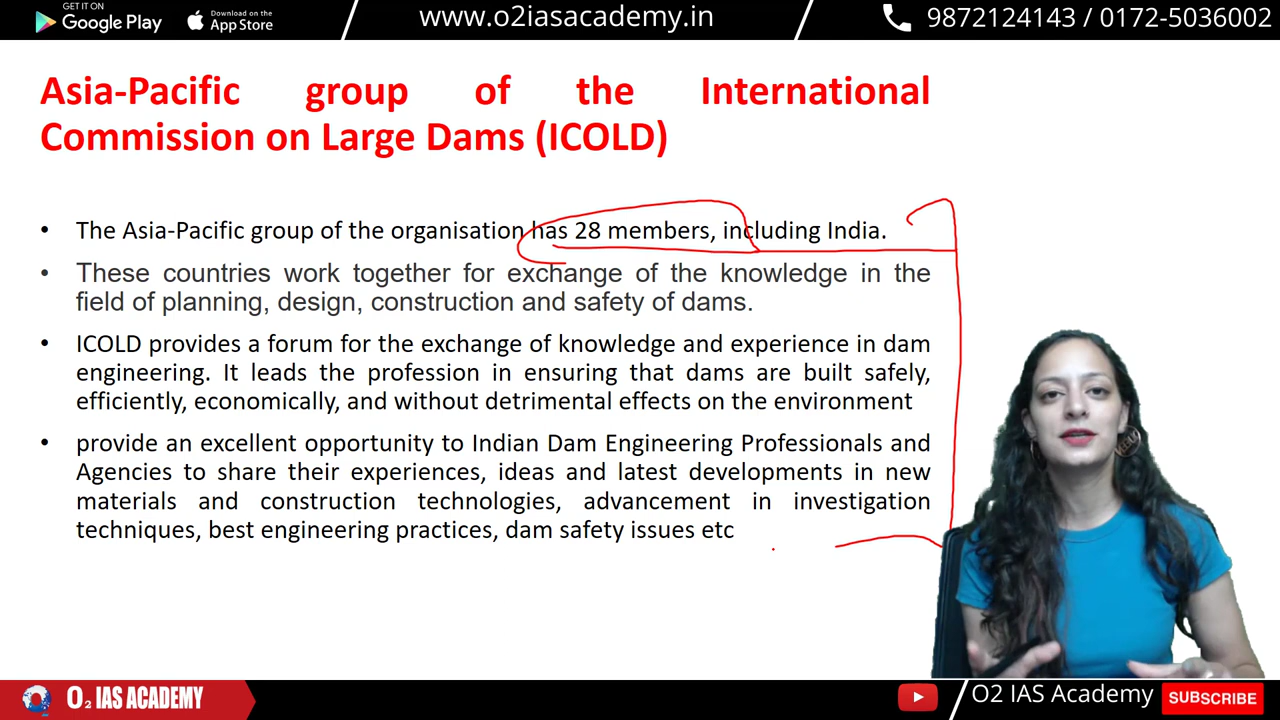 GET IT ON
Google Play
Download on the
App Store
www.o2iasacademy.in
9872124143 / 0172-5036002
Asia-Pacific group of the International
Commission on Large Dams (ICOLD)
• The Asia-Pacific group of the organisation has 28 members, including India.
• These countries work together for exchange of the knowledge in the
field of planning, design, construction and safety of dams.
• ICOLD provides a forum for the exchange of knowledge and experience in dam
engineering. It leads the profession in ensuring that dams are built safely,
efficiently, economically, and without detrimental effects on the environment
• provide an excellent opportunity to Indian Dam Engineering Professionals and
Agencies to share their experiences, ideas and latest developments in new
materials and construction technologies, advancement in investigation
techniques, best engineering practices, dam safety issues etc
O₂ IAS ACADEMY
O2 IAS Academy
SUBSCRIBE